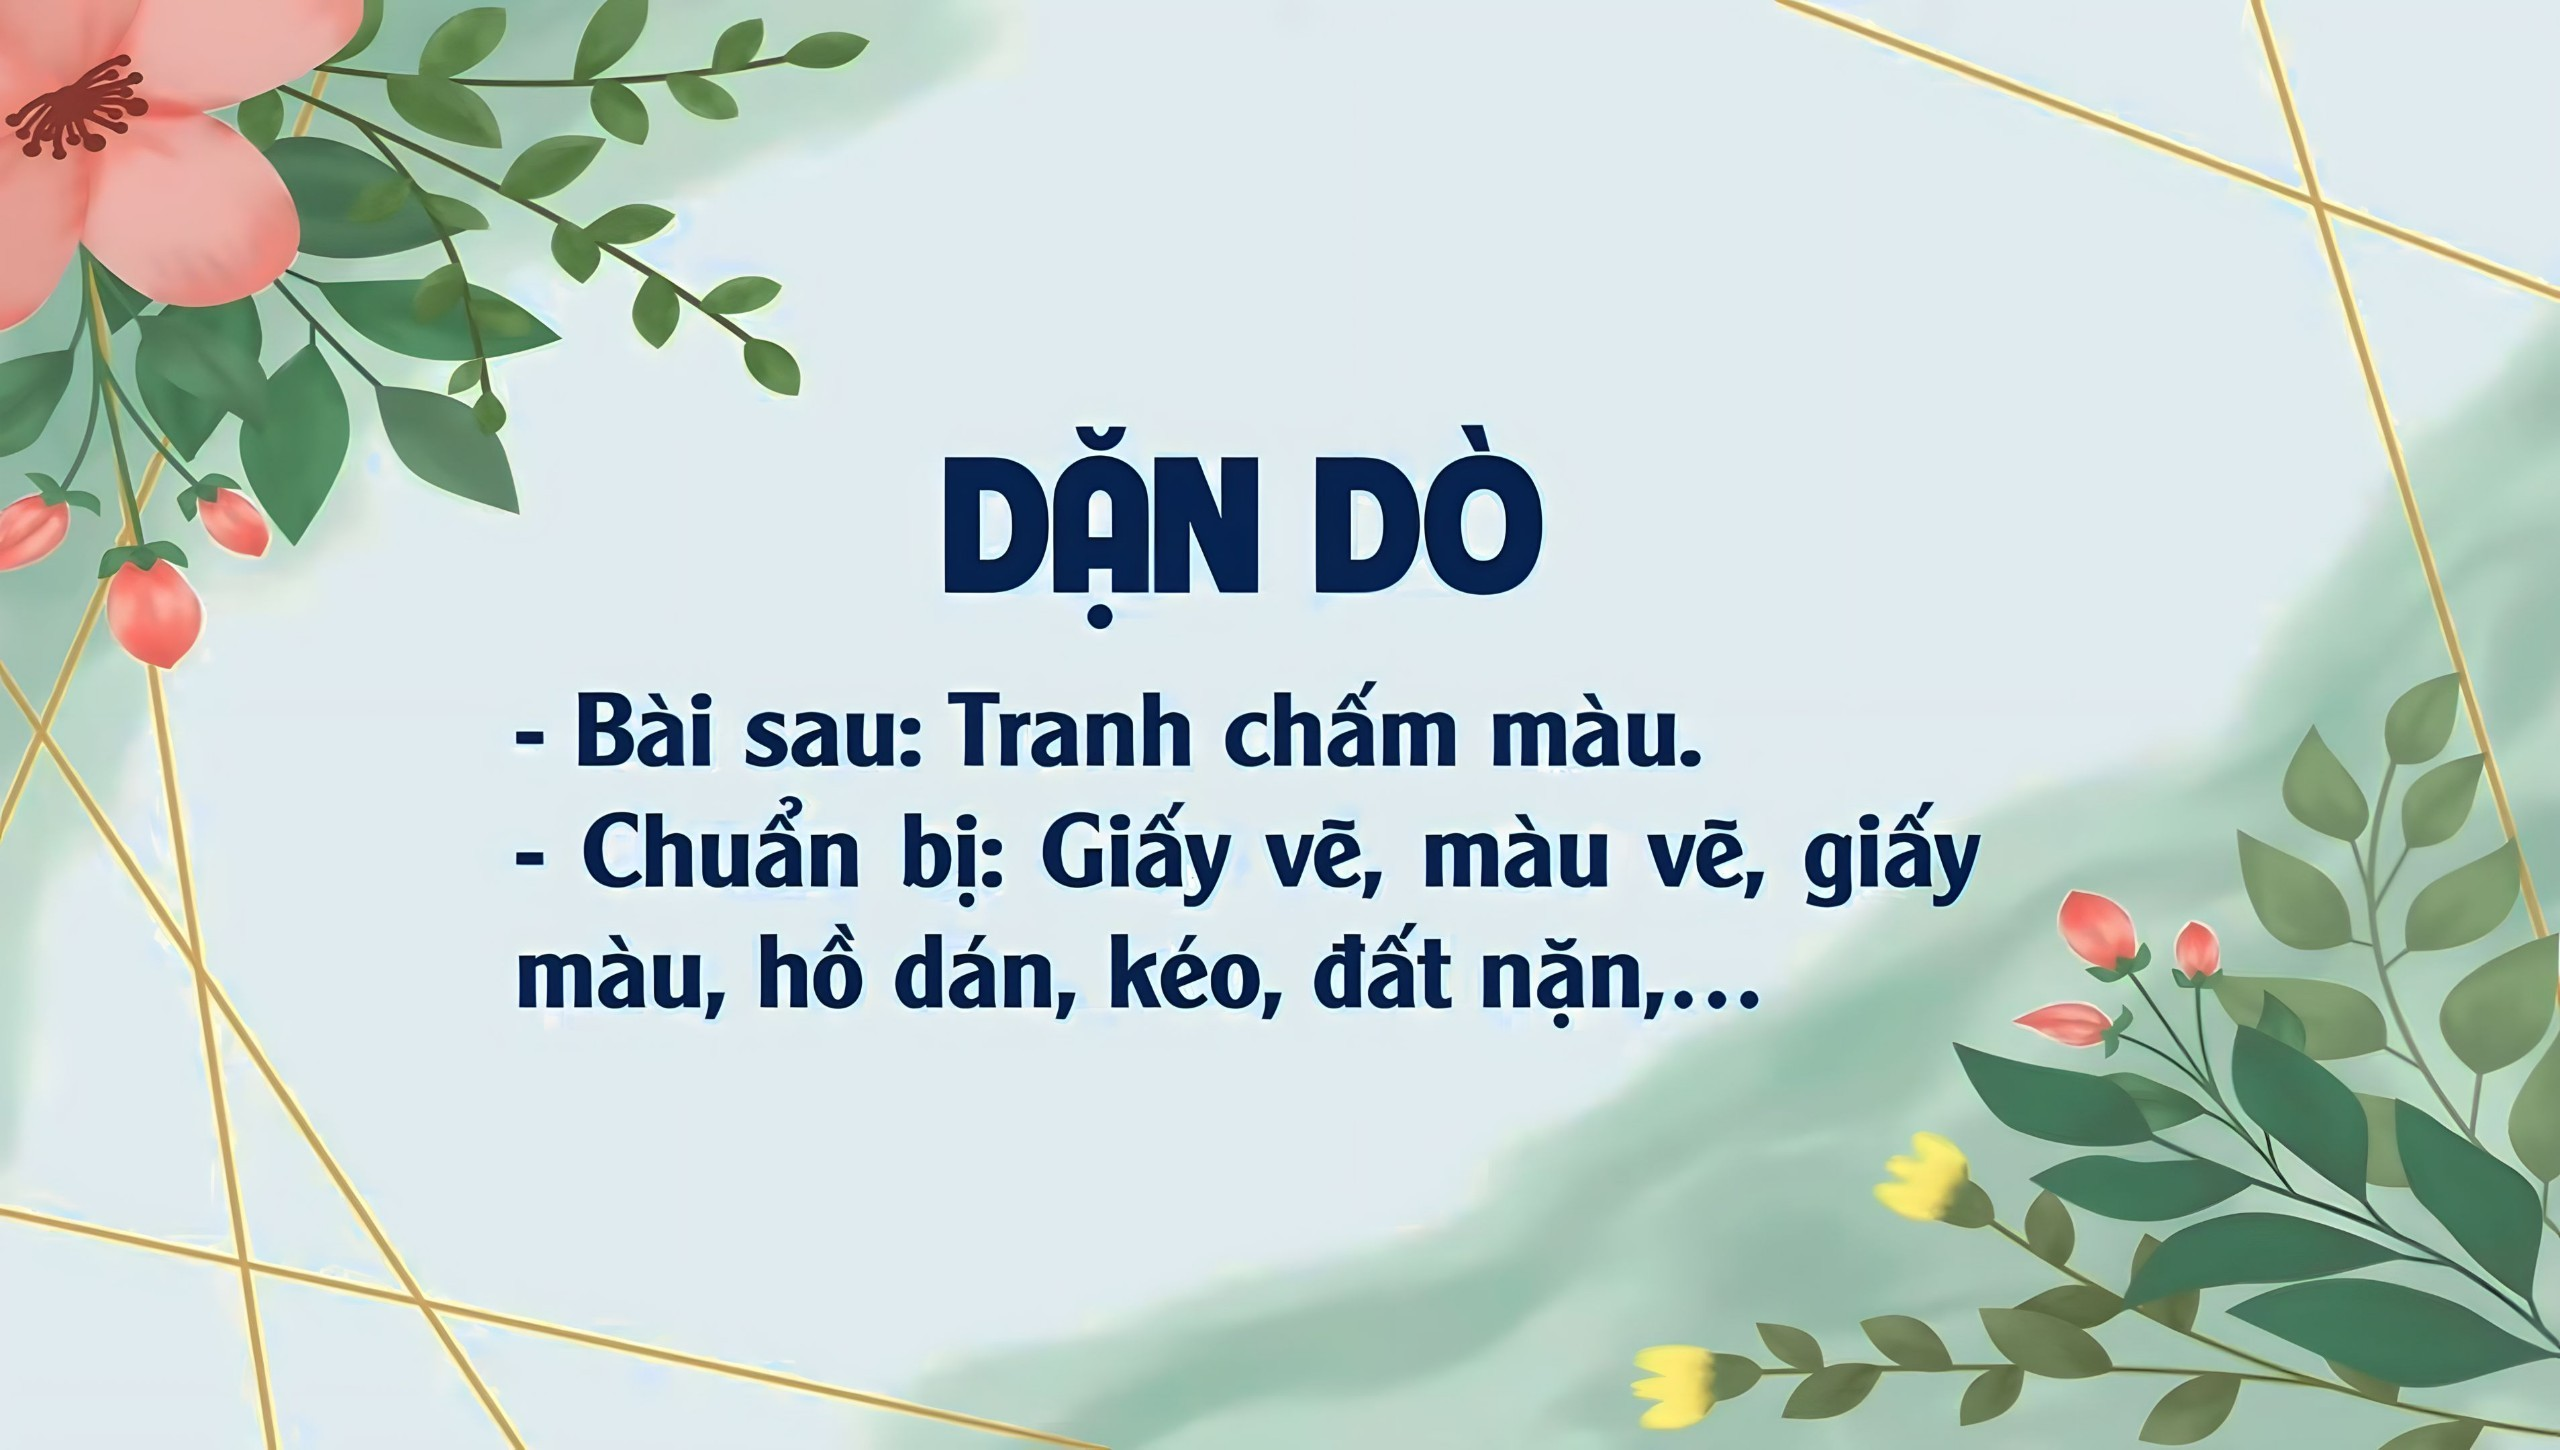 DẶN DÒ
- Bài sau: Tranh chấm màu.
- Chuẩn bị: Giấy vẽ, màu vẽ, giấy
màu, hồ dán, kéo, đất nặn,...